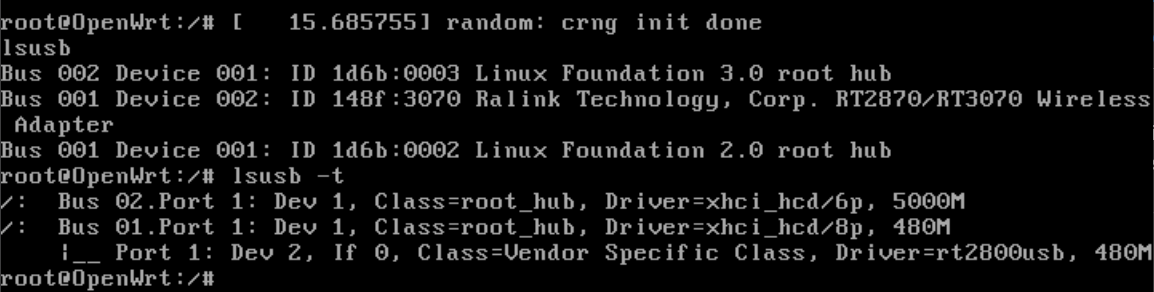 root@OpenWrt:/# [   15.685755] random: crng init done
lsusb
Bus 002 Device 001: ID 1d6b:0003 Linux Foundation 3.0 root hub
Bus 001 Device 002: ID 148f:3070 Ralink Technology, Corp. RT2870/RT3070 Wireless
 Adapter
Bus 001 Device 001: ID 1d6b:0002 Linux Foundation 2.0 root hub
root@OpenWrt:/# lsusb -t
/:  Bus 02.Port 1: Dev 1, Class=root_hub, Driver=xhci_hcd/6p, 5000M
/:  Bus 01.Port 1: Dev 1, Class=root_hub, Driver=xhci_hcd/8p, 480M
    |__ Port 1: Dev 2, If 0, Class=Vendor Specific Class, Driver=rt2800usb, 480M
root@OpenWrt:/#